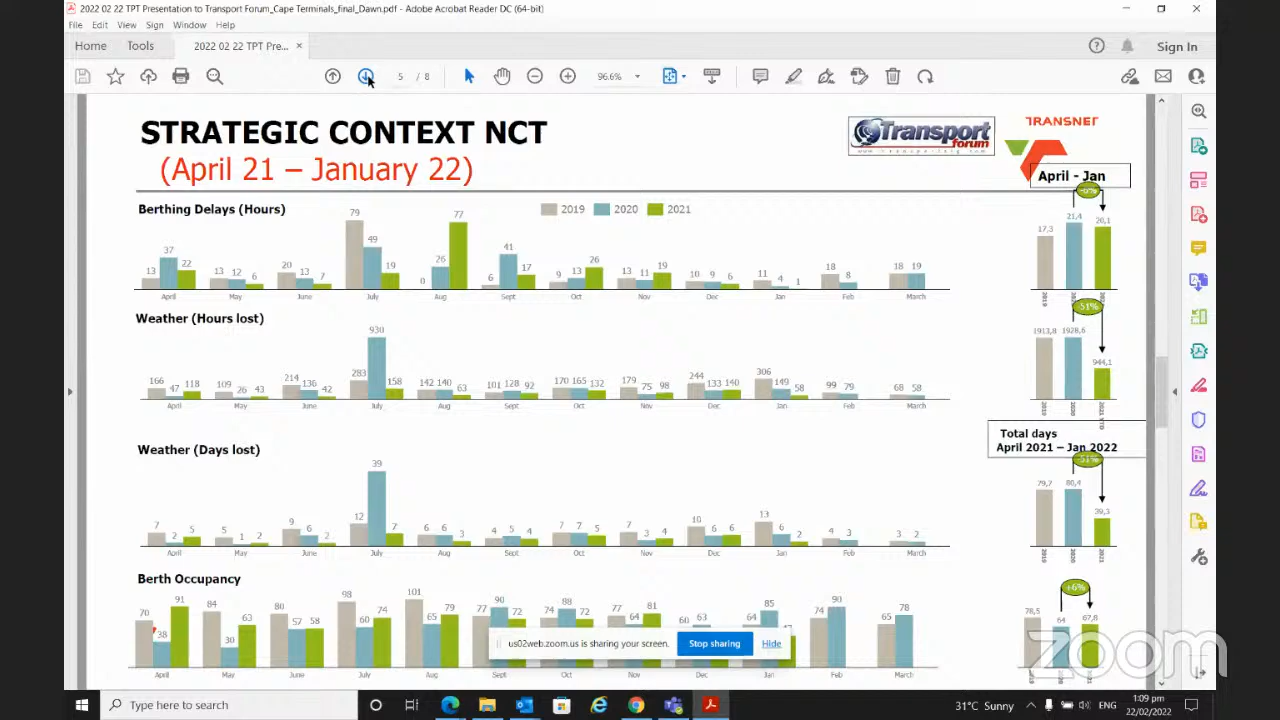 2022 02 22 TPT Presentation to Transport Forum_Cape Terminals_final_Dawn.pdf - Adobe Acrobat Reader DC (64-bit)
File Edit View Sign Window Help
Home Tools 2022 02 22 TPT Pre... × Sign In
5 / 8 96.6%
STRATEGIC CONTEXT NCT
(April 21 – January 22)
Transport forum
TRANSNET
April - Jan
Berthing Delays (Hours)
2019 2020 2021
13 37 22 13 12 6 20 13 7 79 49 19 0 26 77 6 41 17 9 13 26 13 11 19 10 9 6 11 4 1 18 8 18 19
April May June July Aug Sept Oct Nov Dec Jan Feb March
-6%
17,3 21,4 20,1
2019
Weather (Hours lost)
166 47 118 109 26 43 214 136 42 283 930 158 142 140 63 101 128 92 170 165 132 179 75 98 244 133 140 306 149 58 99 79 68 58
April May June July Aug Sept Oct Nov Dec Jan Feb March
-51%
1913,8 1928,6 944,1
2019 2020 2021 YTD
Weather (Days lost)
7 2 5 5 1 2 9 6 2 12 39 7 6 6 3 4 5 4 7 7 5 7 3 4 10 6 6 13 6 2 4 3 3 2
April May June July Aug Sept Oct Nov Dec Jan Feb March
Total days
April 2021 – Jan 2022
-51%
79,7 80,4 39,3
2019 2020 2021
Berth Occupancy
70 38 91 84 30 63 80 57 58 98 60 74 101 65 79 77 90 72 74 88 72 77 64 81 60 63 64 85 47 74 90 65 78
April May June July Aug Sept Oct Nov Dec Jan Feb March
+6%
78,5 64 67,8
us02web.zoom.us is sharing your screen. Stop sharing Hide
zoom
Type here to search
31°C Sunny ENG
1:09 pm
22/02/2022